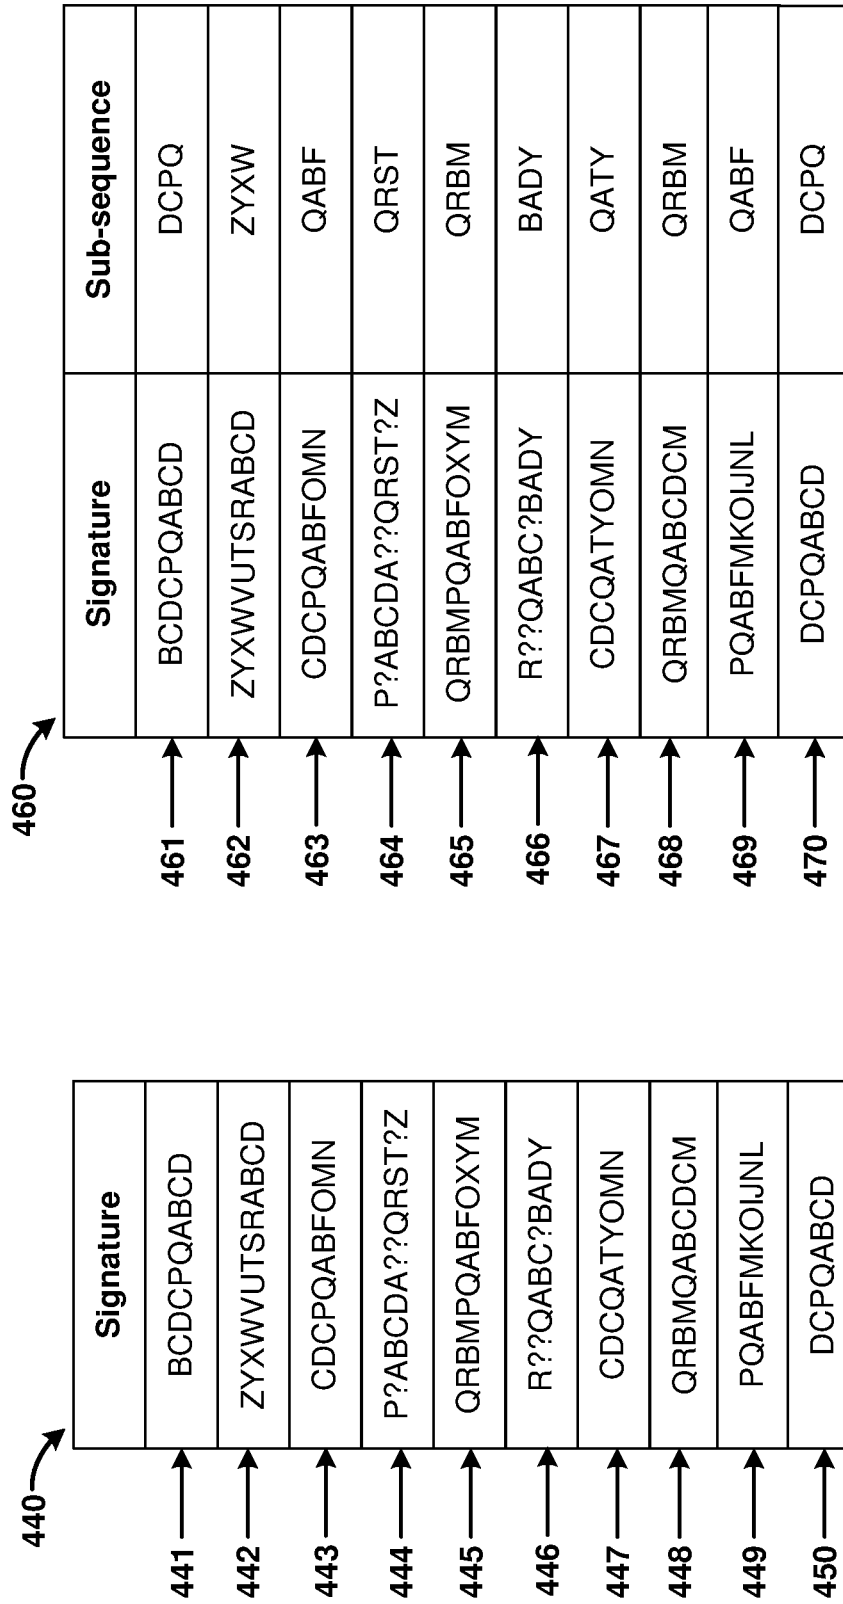 440
Signature
441 BCDCPQABCD
442 ZYXWVUTSRABCD
443 CDCPQABFOMN
444 P?ABCDA??QRST?Z
445 QRBMPQABFOXYM
446 R??QABC?BADY
447 CDCQATYOMN
448 QRBMQABCDCM
449 PQABFMKOIJNL
450 DCPQABCD
460
Signature Sub-sequence
461 BCDCPQABCD DCPQ
462 ZYXWVUTSRABCD ZYXW
463 CDCPQABFOMN QABF
464 P?ABCDA??QRST?Z QRST
465 QRBMPQABFOXYM QRBM
466 R??QABC?BADY BADY
467 CDCQATYOMN QATY
468 QRBMQABCDCM QRBM
469 PQABFMKOIJNL QABF
470 DCPQABCD DCPQ